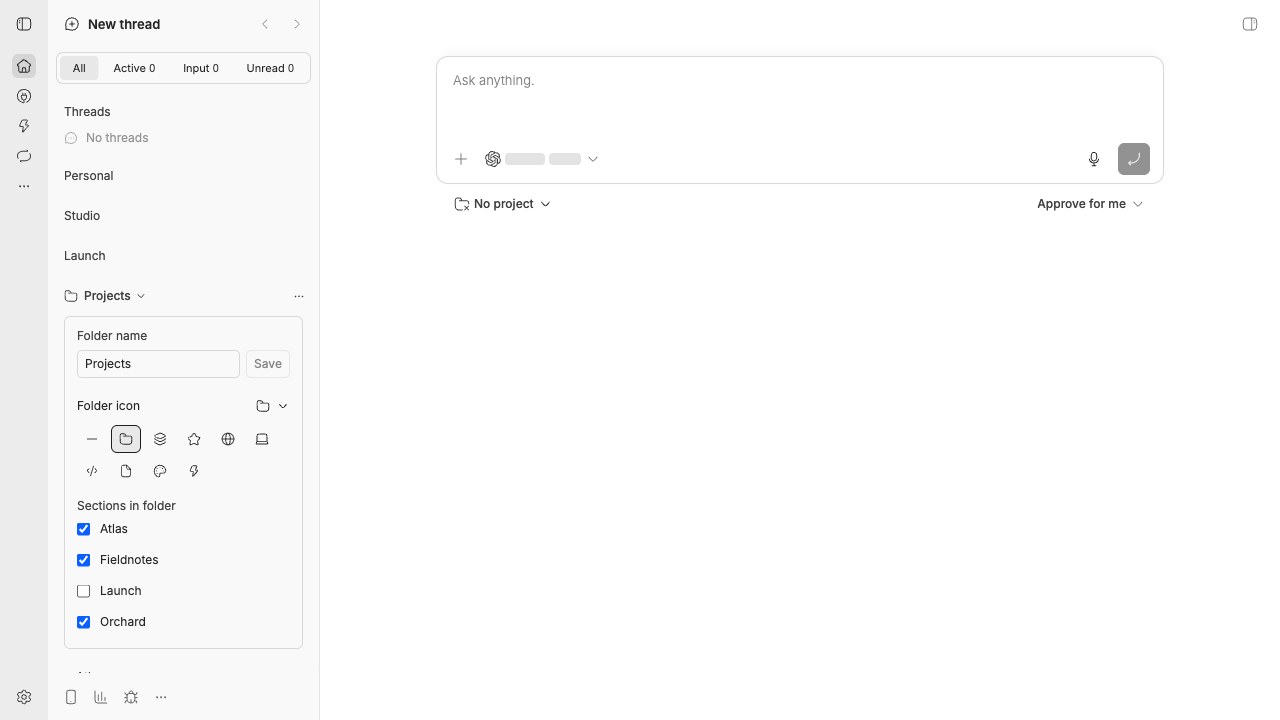 New thread
All Active 0 Input 0 Unread 0
Threads
No threads
Personal
Studio
Launch
Projects
Folder name
Projects Save
Folder icon
Sections in folder
Atlas
Fieldnotes
Launch
Orchard
Ask anything.
No project Approve for me